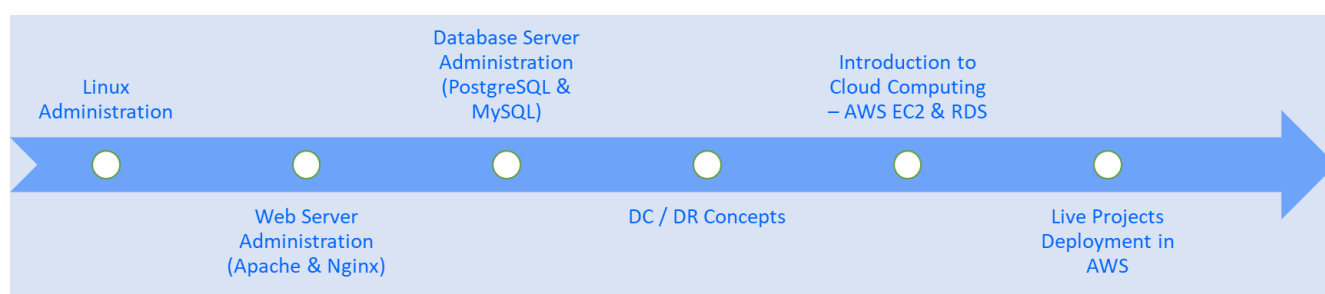 Linux
Administration
Web Server
Administration
(Apache & Nginx)
Database Server
Administration
(PostgreSQL &
MySQL)
DC / DR Concepts
Introduction to
Cloud Computing
– AWS EC2 & RDS
Live Projects
Deployment in
AWS